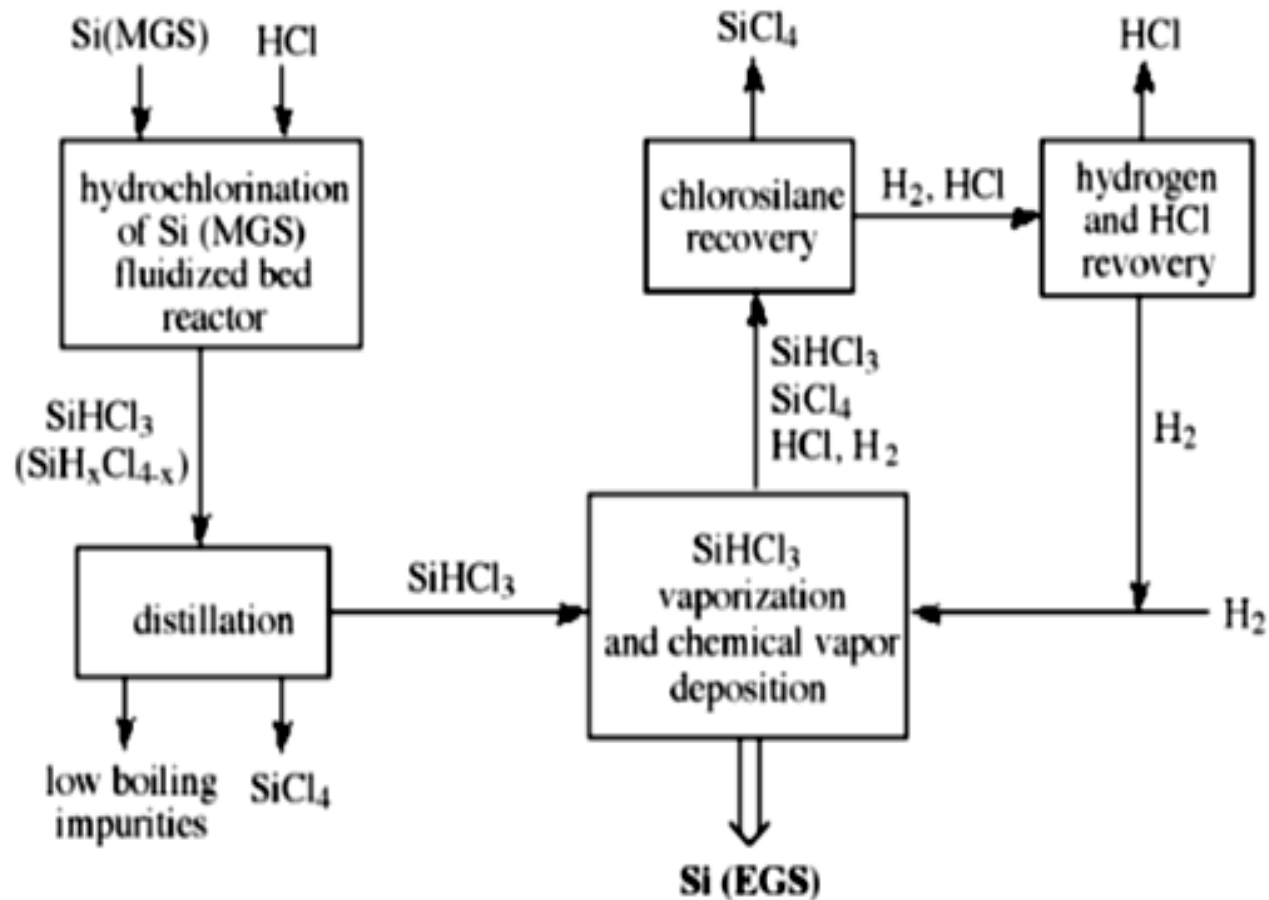 Si(MGS)
HCl
hydrochlorination
of Si (MGS)
fluidized bed
reactor
SiHCl₃
(SiHₓCl₄₋ₓ)
distillation
low boiling
impurities
SiCl₄
SiHCl₃
SiHCl₃
vaporization
and chemical vapor
deposition
Si (EGS)
SiHCl₃
SiCl₄
HCl, H₂
chlorosilane
recovery
SiCl₄
H₂, HCl
hydrogen
and HCl
revovery
HCl
H₂
H₂